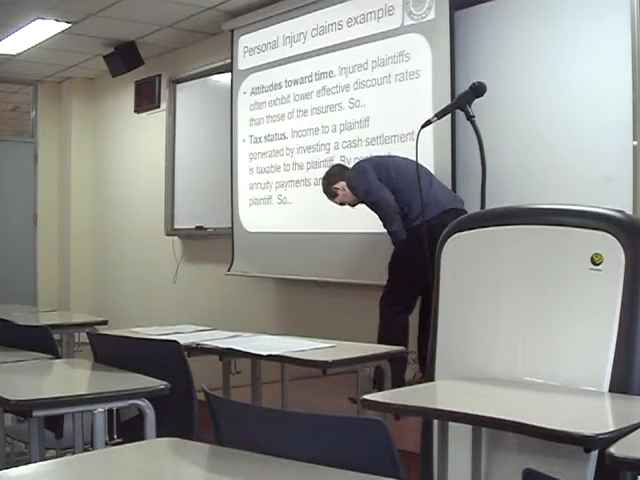 Personal Injury claims example
• Attitudes toward time. Injured plaintiffs
often exhibit lower effective discount rates
than those of the insurers. So..
• Tax status. Income to a plaintiff
generated by investing a cash settlement
is taxable to the plaintiff. By
annuity payments
plaintiff. So..